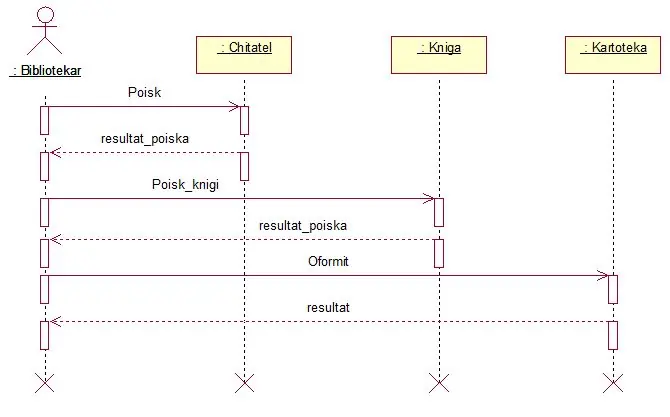 : Chitatel
: Kniga
: Kartoteka
: Bibliotekar
Poisk
resultat_poiska
Poisk_knigi
resultat_poiska
Oformit
resultat